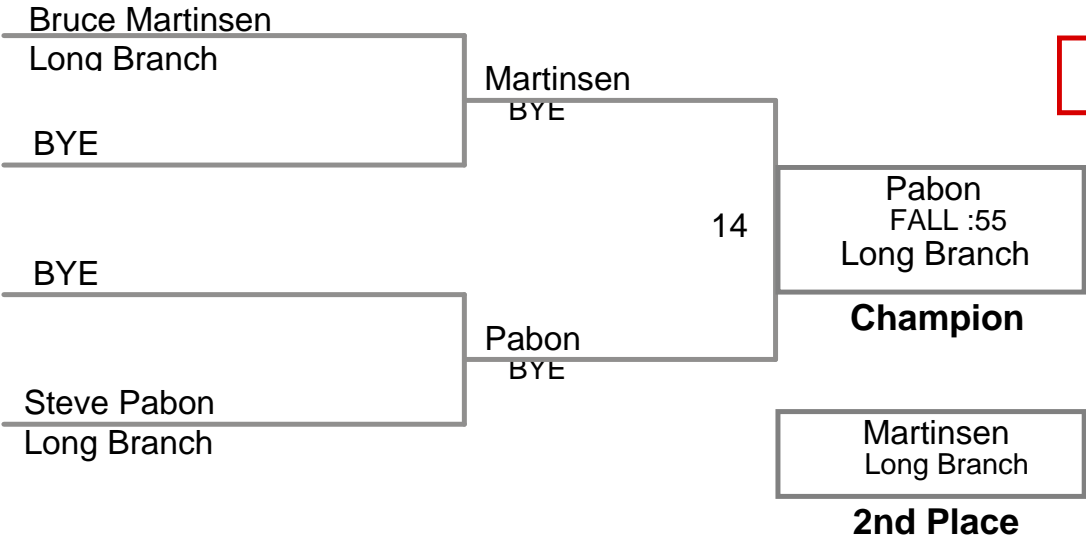 Bruce Martinsen
Long Branch
Martinsen
BYE
BYE
Pabon
FALL :55
14
Long Branch
BYE
Champion
Pabon
BYE
Steve Pabon
Long Branch
Martinsen
Long Branch
2nd Place